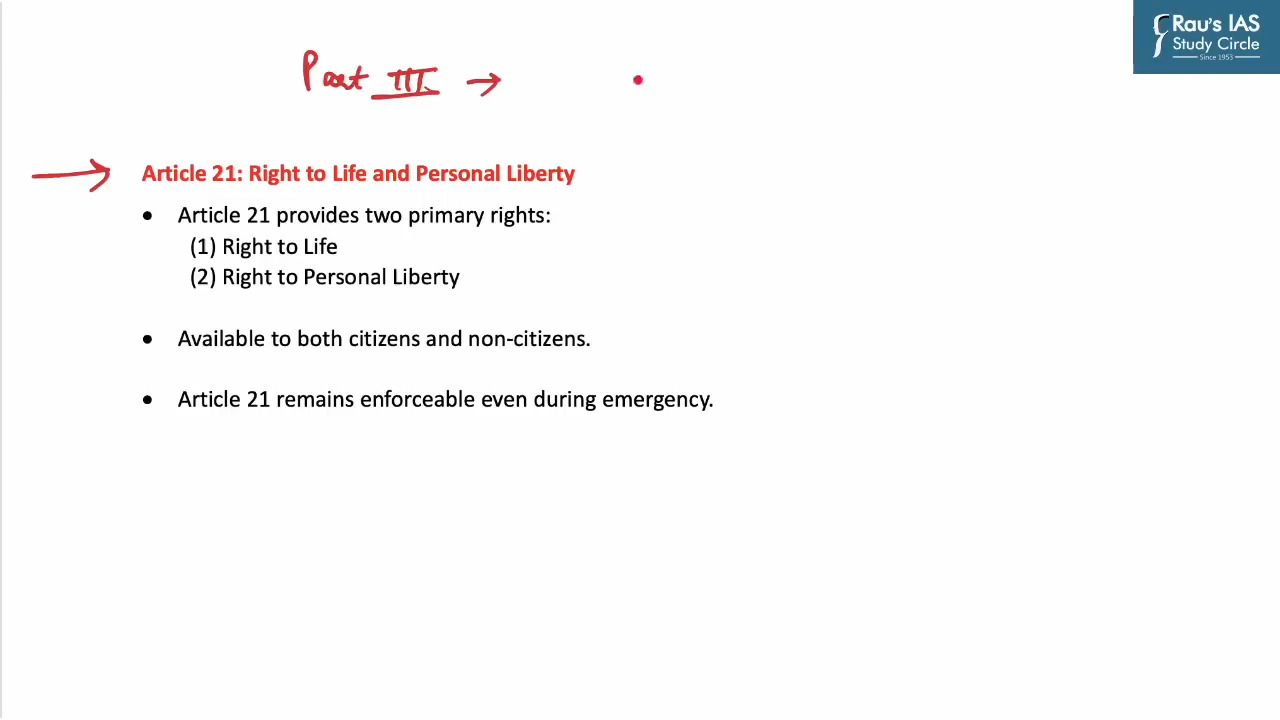 Rau's IAS
Study Circle
Since 1953
Part III →
Article 21: Right to Life and Personal Liberty
• Article 21 provides two primary rights:
(1) Right to Life
(2) Right to Personal Liberty
• Available to both citizens and non-citizens.
• Article 21 remains enforceable even during emergency.